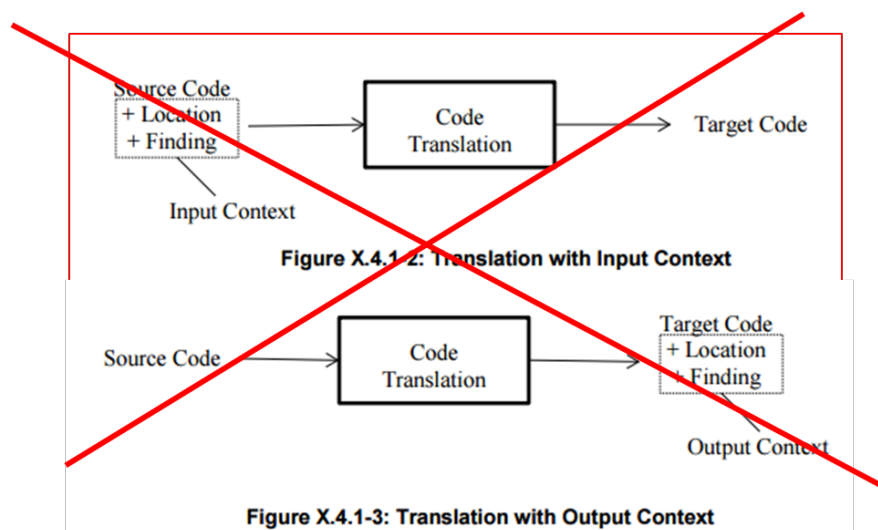 Source Code
+ Location
+ Finding
Code
Translation
Target Code
Input Context
Figure X.4.1-2: Translation with Input Context
Source Code
Code
Translation
Target Code
+ Location
+ Finding
Output Context
Figure X.4.1-3: Translation with Output Context